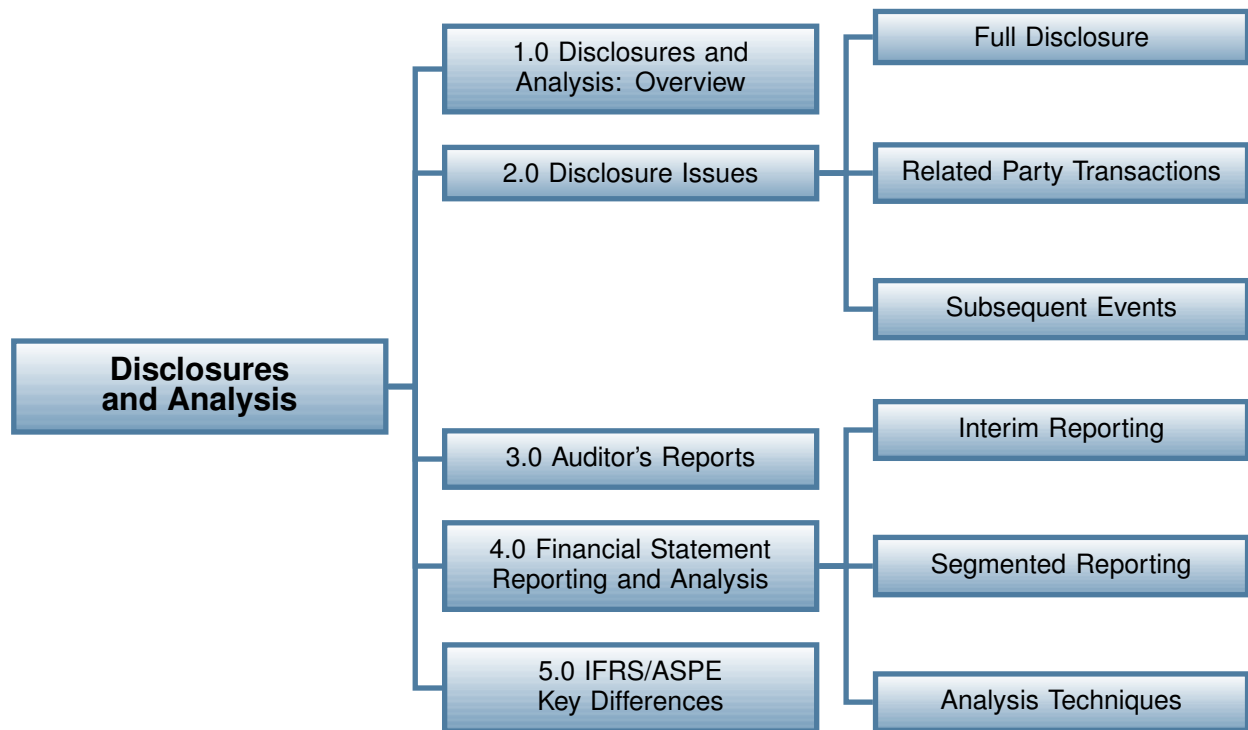 Disclosures
and Analysis
1.0 Disclosures and
Analysis: Overview
2.0 Disclosure Issues
Full Disclosure
Related Party Transactions
Subsequent Events
3.0 Auditor's Reports
4.0 Financial Statement
Reporting and Analysis
Interim Reporting
Segmented Reporting
Analysis Techniques
5.0 IFRS/ASPE
Key Differences